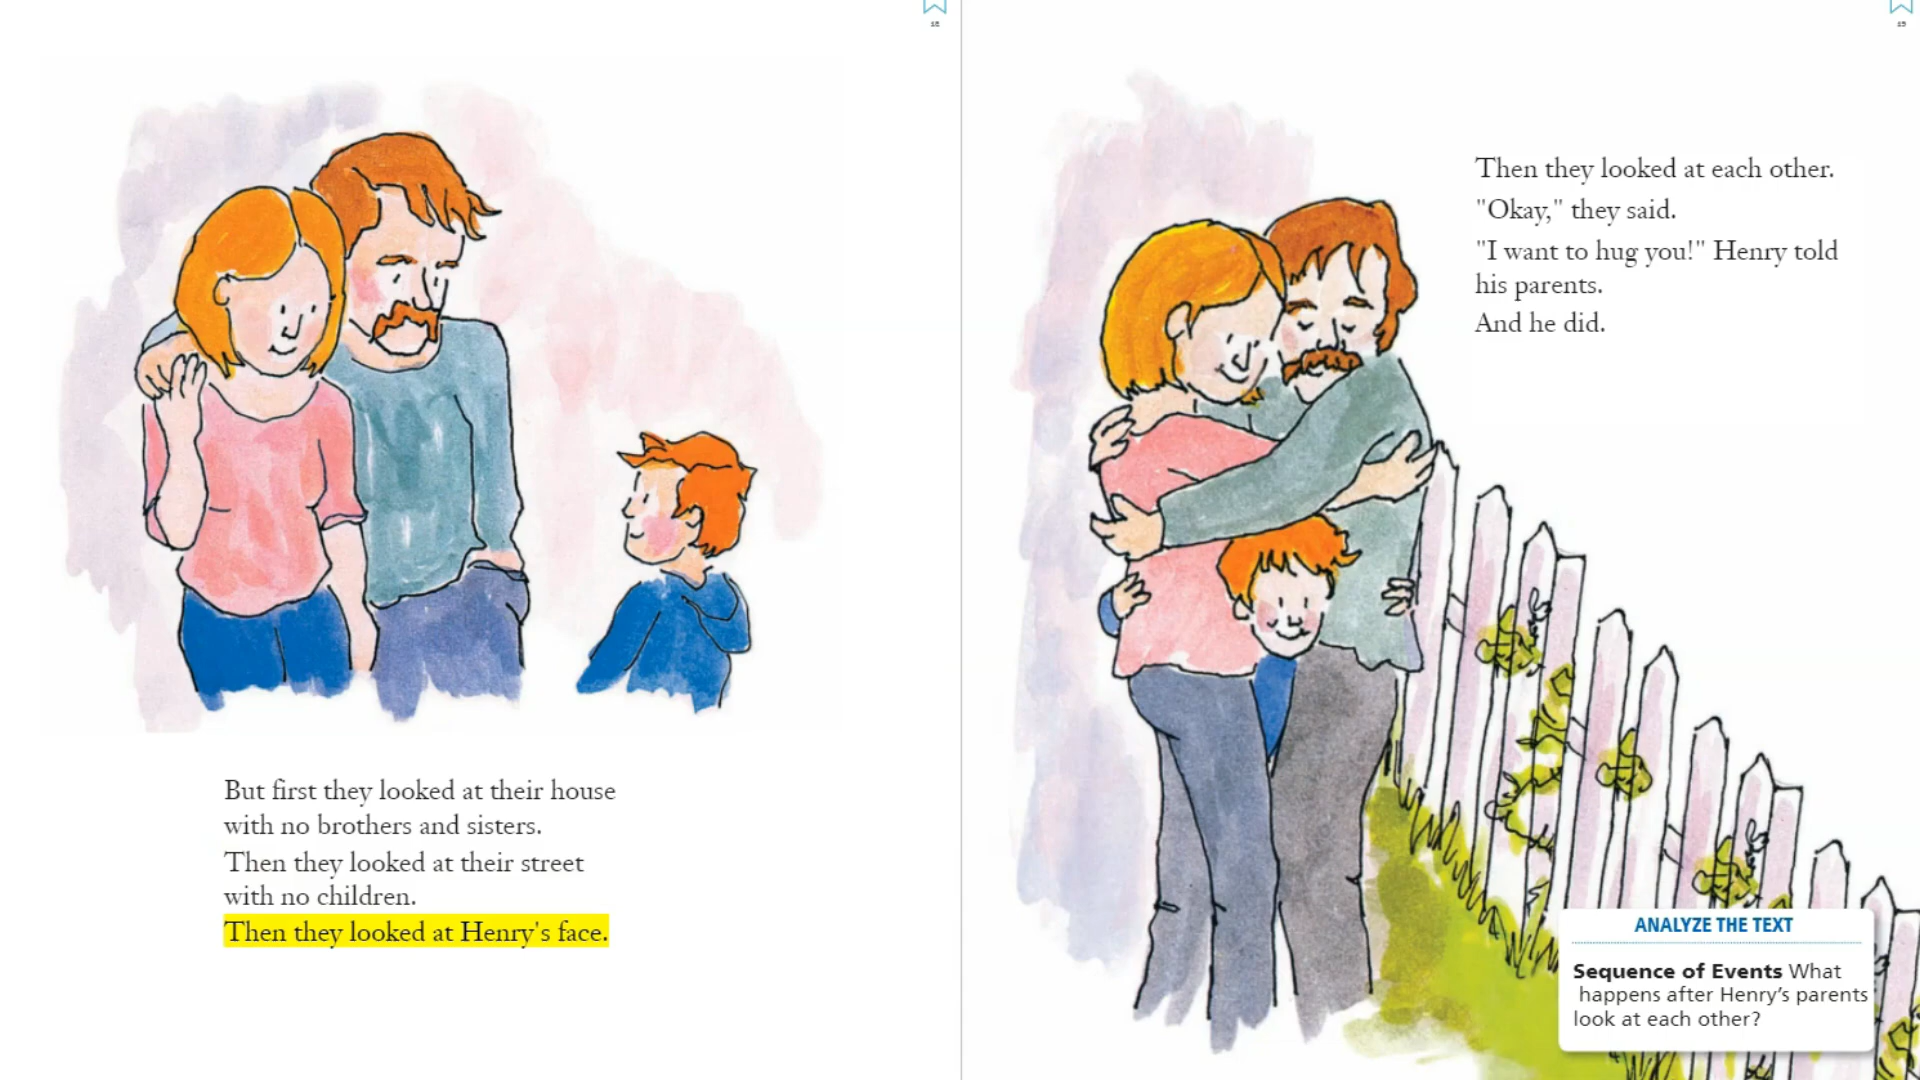 18
19
But first they looked at their house
with no brothers and sisters.
Then they looked at their street
with no children.
Then they looked at Henry's face.
Then they looked at each other.
"Okay," they said.
"I want to hug you!" Henry told
his parents.
And he did.
ANALYZE THE TEXT
Sequence of Events What
happens after Henry’s parents
look at each other?